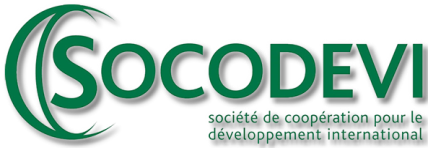 SOCODEVI
société de coopération pour le
développement international